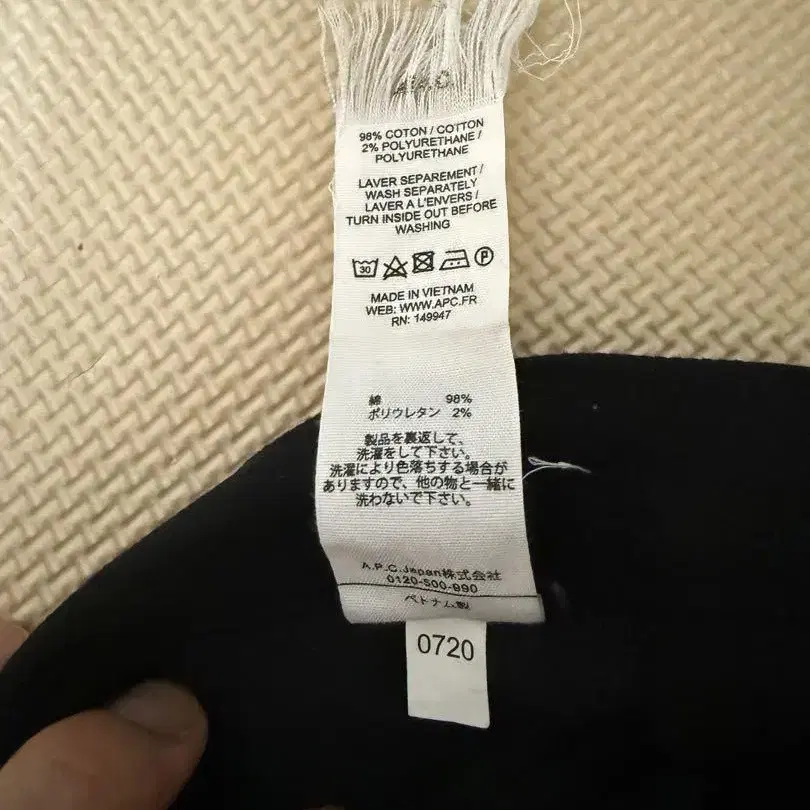 A.P.C
98% COTON / COTTON
2% POLYURETHANE /
POLYURETHANE
LAVER SEPAREMENT /
WASH SEPARATELY
LAVER A L'ENVERS /
TURN INSIDE OUT BEFORE
WASHING
30
P
MADE IN VIETNAM
WEB: WWW.APC.FR
RN: 149947
綿 98%
ポリウレタン 2%
製品を裏返して、
洗濯をして下さい。
洗濯により色落ちする場合が
ありますので、他の物と一緒に
洗わないで下さい。
A.P.C.Japan株式会社
0120-500-990
ベトナム製
0720